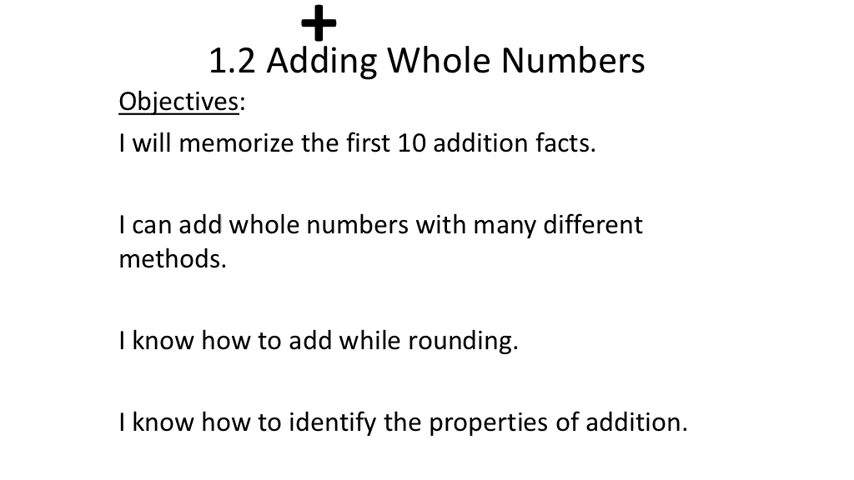 +
1.2 Adding Whole Numbers
Objectives:
I will memorize the first 10 addition facts.
I can add whole numbers with many different
methods.
I know how to add while rounding.
I know how to identify the properties of addition.